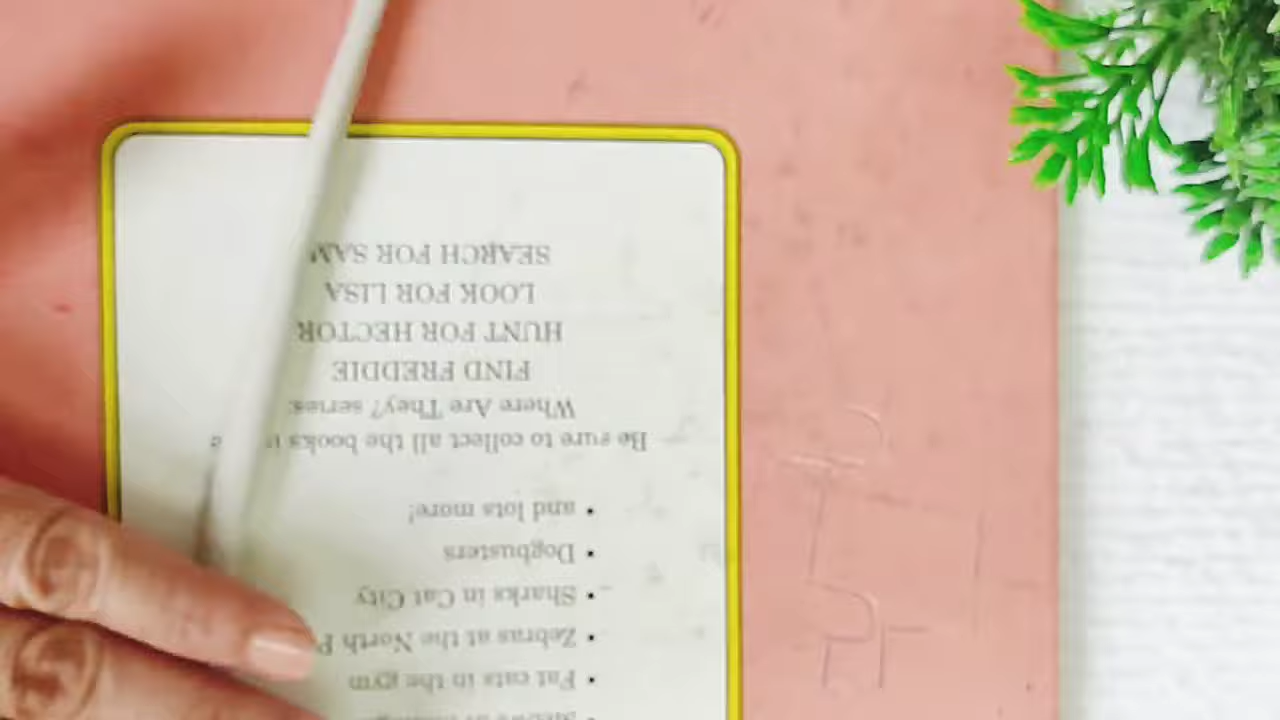 • Fat cats in the gym
• Zebras at the North
• Sharks in Cat City
• Dogbusters
• and lots more!
Be sure to collect all the books
Where Are They? series:
FIND FREDDIE
HUNT FOR HECTOR
LOOK FOR LISA
SEARCH FOR SAM